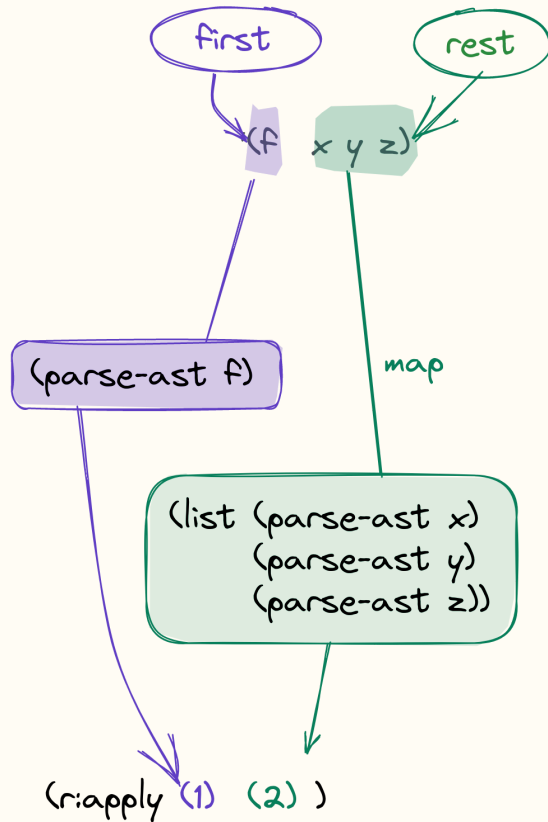 first
rest
(f x y z)
(parse-ast f)
map
(list (parse-ast x)
(parse-ast y)
(parse-ast z))
(r:apply (1) (2) )